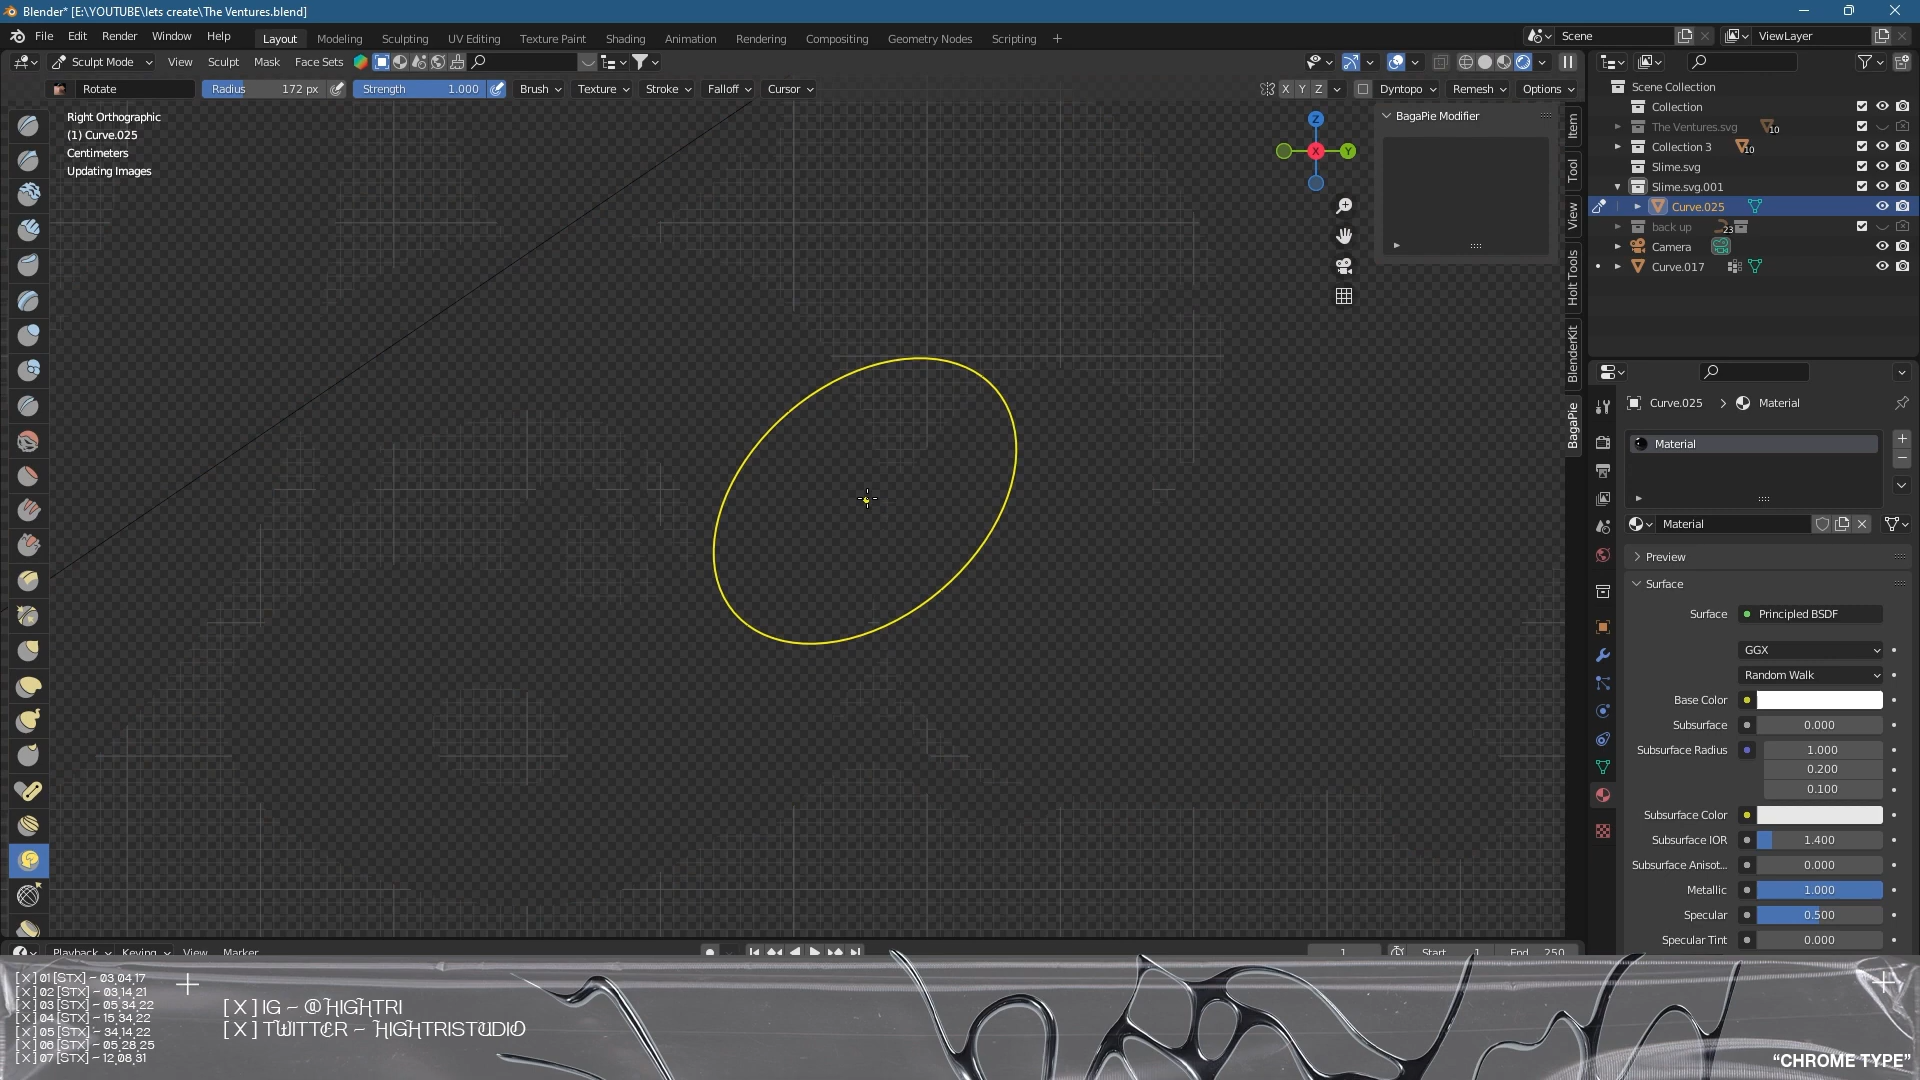 Blender* [E:\YOUTUBE\lets create\The Ventures.blend]
File Edit Render Window Help
Layout Modeling Sculpting UV Editing Texture Paint Shading Animation Rendering Compositing Geometry Nodes Scripting
Scene
ViewLayer
Sculpt Mode View Sculpt Mask Face Sets
Rotate Radius 172 px Strength 1.000 Brush Texture Stroke Falloff Cursor X Y Z Dyntopo Remesh Options
Right Orthographic
(1) Curve.025
Centimeters
Updating Images
Z
X
Y
BagaPie Modifier
Item
Tool
View
Holt Tools
BlenderKit
BagaPie
Scene Collection
Collection
The Ventures.svg 10
Collection 3 10
Slime.svg
Slime.svg.001
Curve.025
back up 23
Camera
Curve.017
Curve.025 > Material
Material
Material
Preview
Surface
Surface Principled BSDF
GGX
Random Walk
Base Color
Subsurface 0.000
Subsurface Radius 1.000
0.200
0.100
Subsurface Color
Subsurface IOR 1.400
Subsurface Anisot... 0.000
Metallic 1.000
Specular 0.500
Specular Tint 0.000
Playback Keying View Marker 1 Start 1 End 250
[X] 01 [STX] - 03.04.17
[X] 02 [STX] - 03.14.21
[X] 03 [STX] - 05.34.22
[X] 04 [STX] - 15.34.22
[X] 05 [STX] - 34.14.22
[X] 06 [STX] - 05.28.25
[X] 07 [STX] - 12.08.31
[X] IG - @HIGHTRI
[X] TWITTER - HIGHTRISTUDIO
“CHROME TYPE”